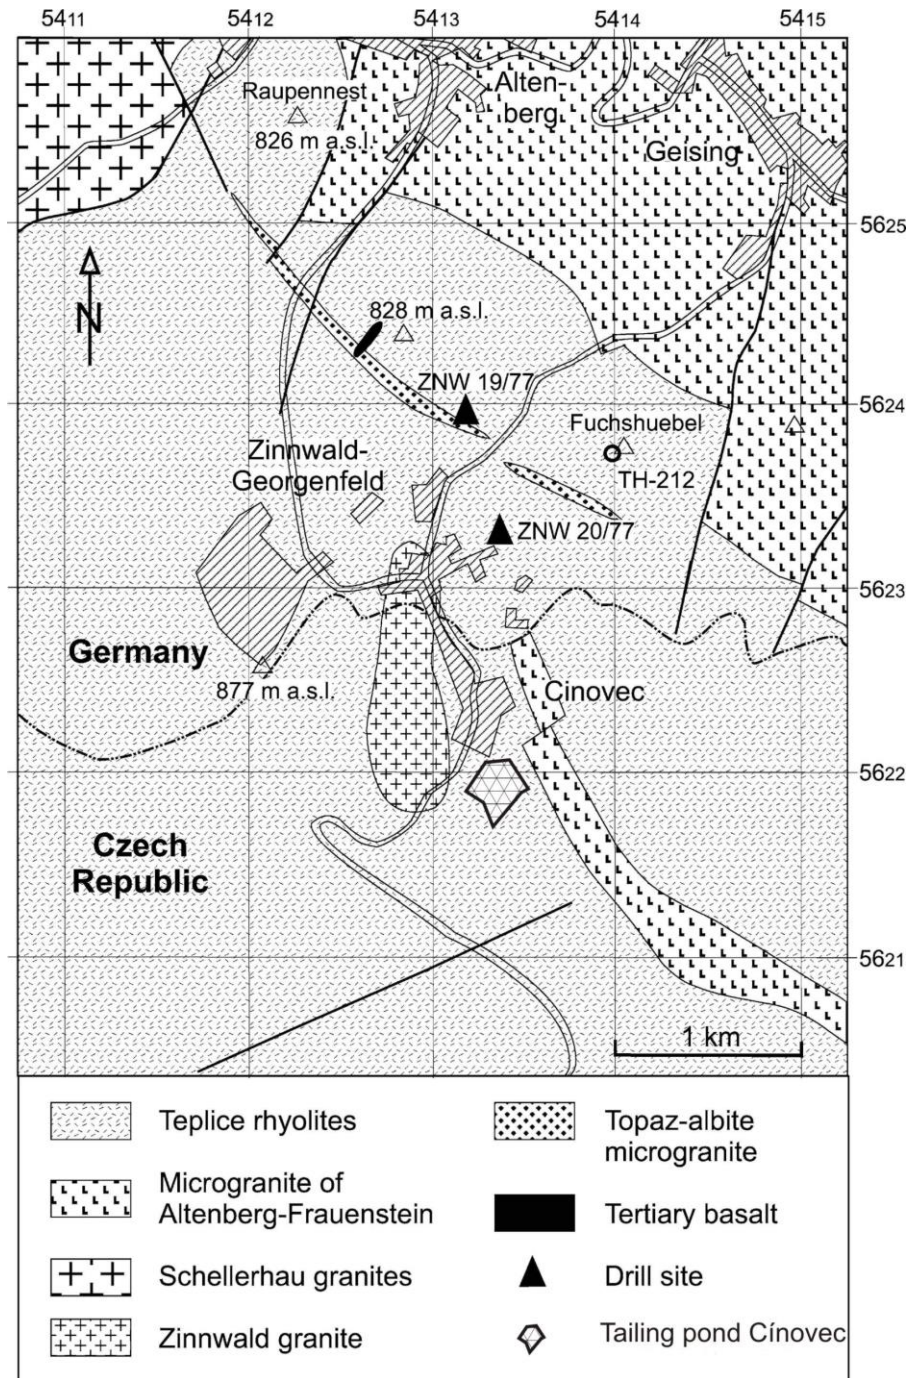 5411 5412 5413 5414 5415
Raupennest
826 m a.s.l.
Alten-
berg
Geising
5625
N
828 m a.s.l.
ZNW 19/77
5624
Fuchshuebel
Zinnwald-
Georgenfeld
TH-212
ZNW 20/77
5623
Germany
877 m a.s.l.
Cínovec
5622
Czech
Republic
5621
1 km
Teplice rhyolites
Microgranite of
Altenberg-Frauenstein
Schellerhau granites
Zinnwald granite
Topaz-albite
microgranite
Tertiary basalt
Drill site
Tailing pond Cínovec